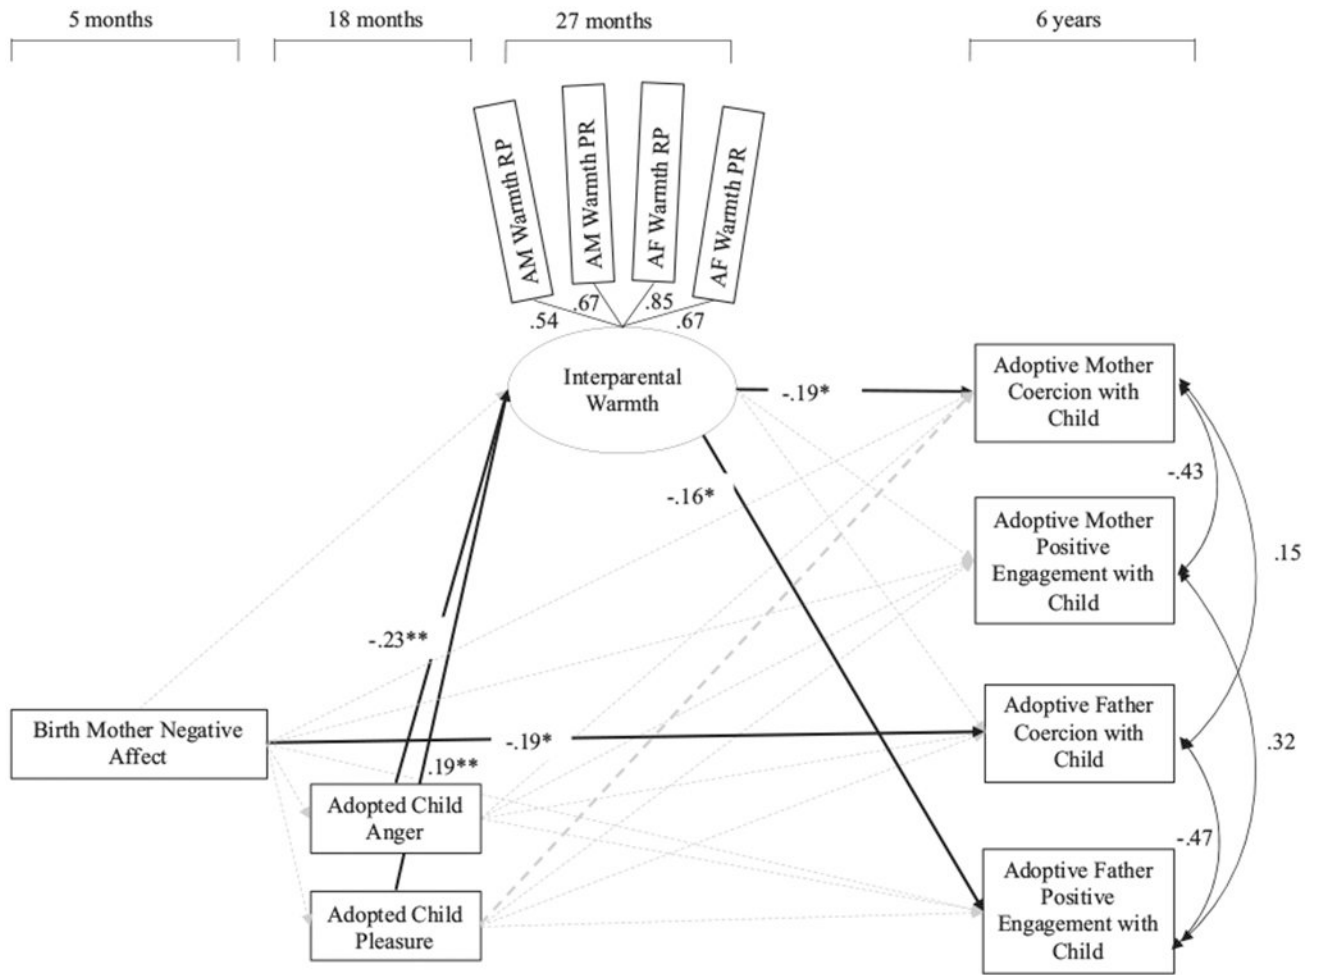 5 months
18 months
27 months
6 years
AM Warmth RP
AM Warmth PR
AF Warmth RP
AF Warmth PR
.54
.67
.85
.67
Interparental
Warmth
-.19*
-.16*
Adoptive Mother
Coercion with
Child
-.43
Adoptive Mother
Positive
Engagement with
Child
.15
-.23**
Birth Mother Negative
Affect
-.19*
.19**
Adoptive Father
Coercion with
Child
.32
Adopted Child
Anger
-.47
Adoptive Father
Positive
Engagement with
Child
Adopted Child
Pleasure